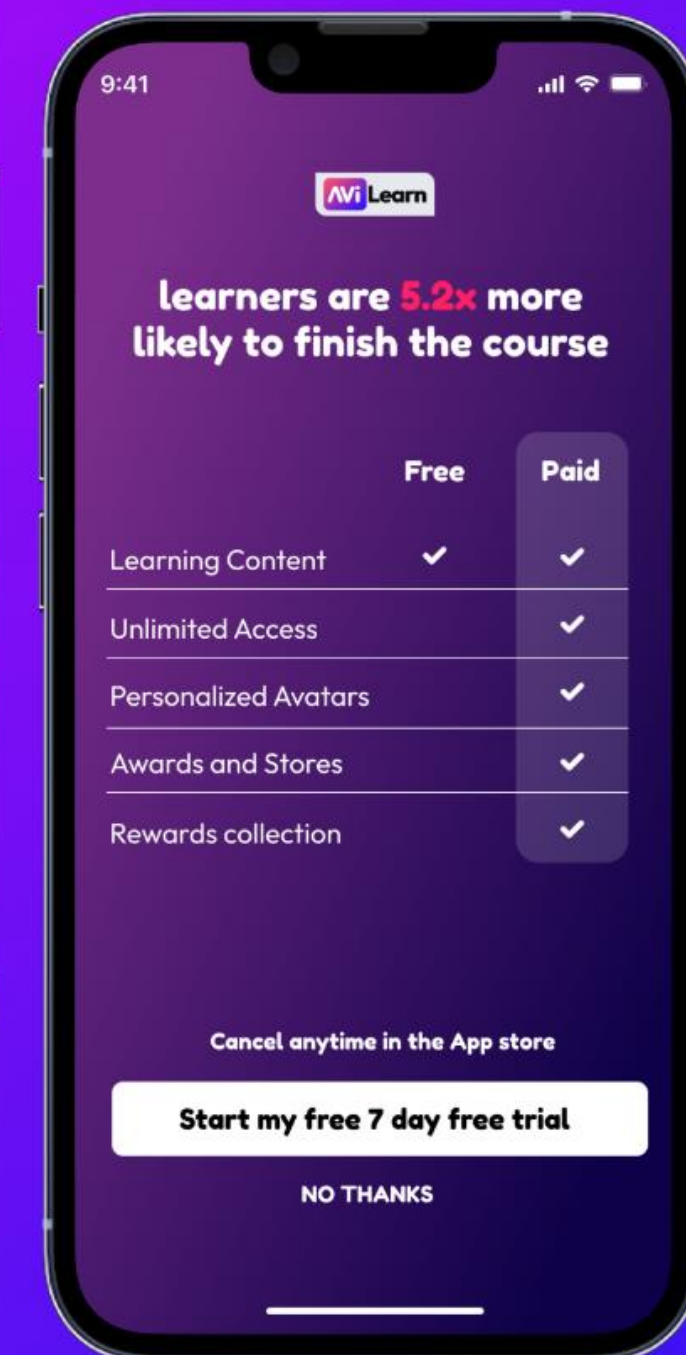 9:41
AVi Learn
learners are 5.2x more
likely to finish the course
Free Paid
Learning Content
Unlimited Access
Personalized Avatars
Awards and Stores
Rewards collection
Cancel anytime in the App store
Start my free 7 day free trial
NO THANKS